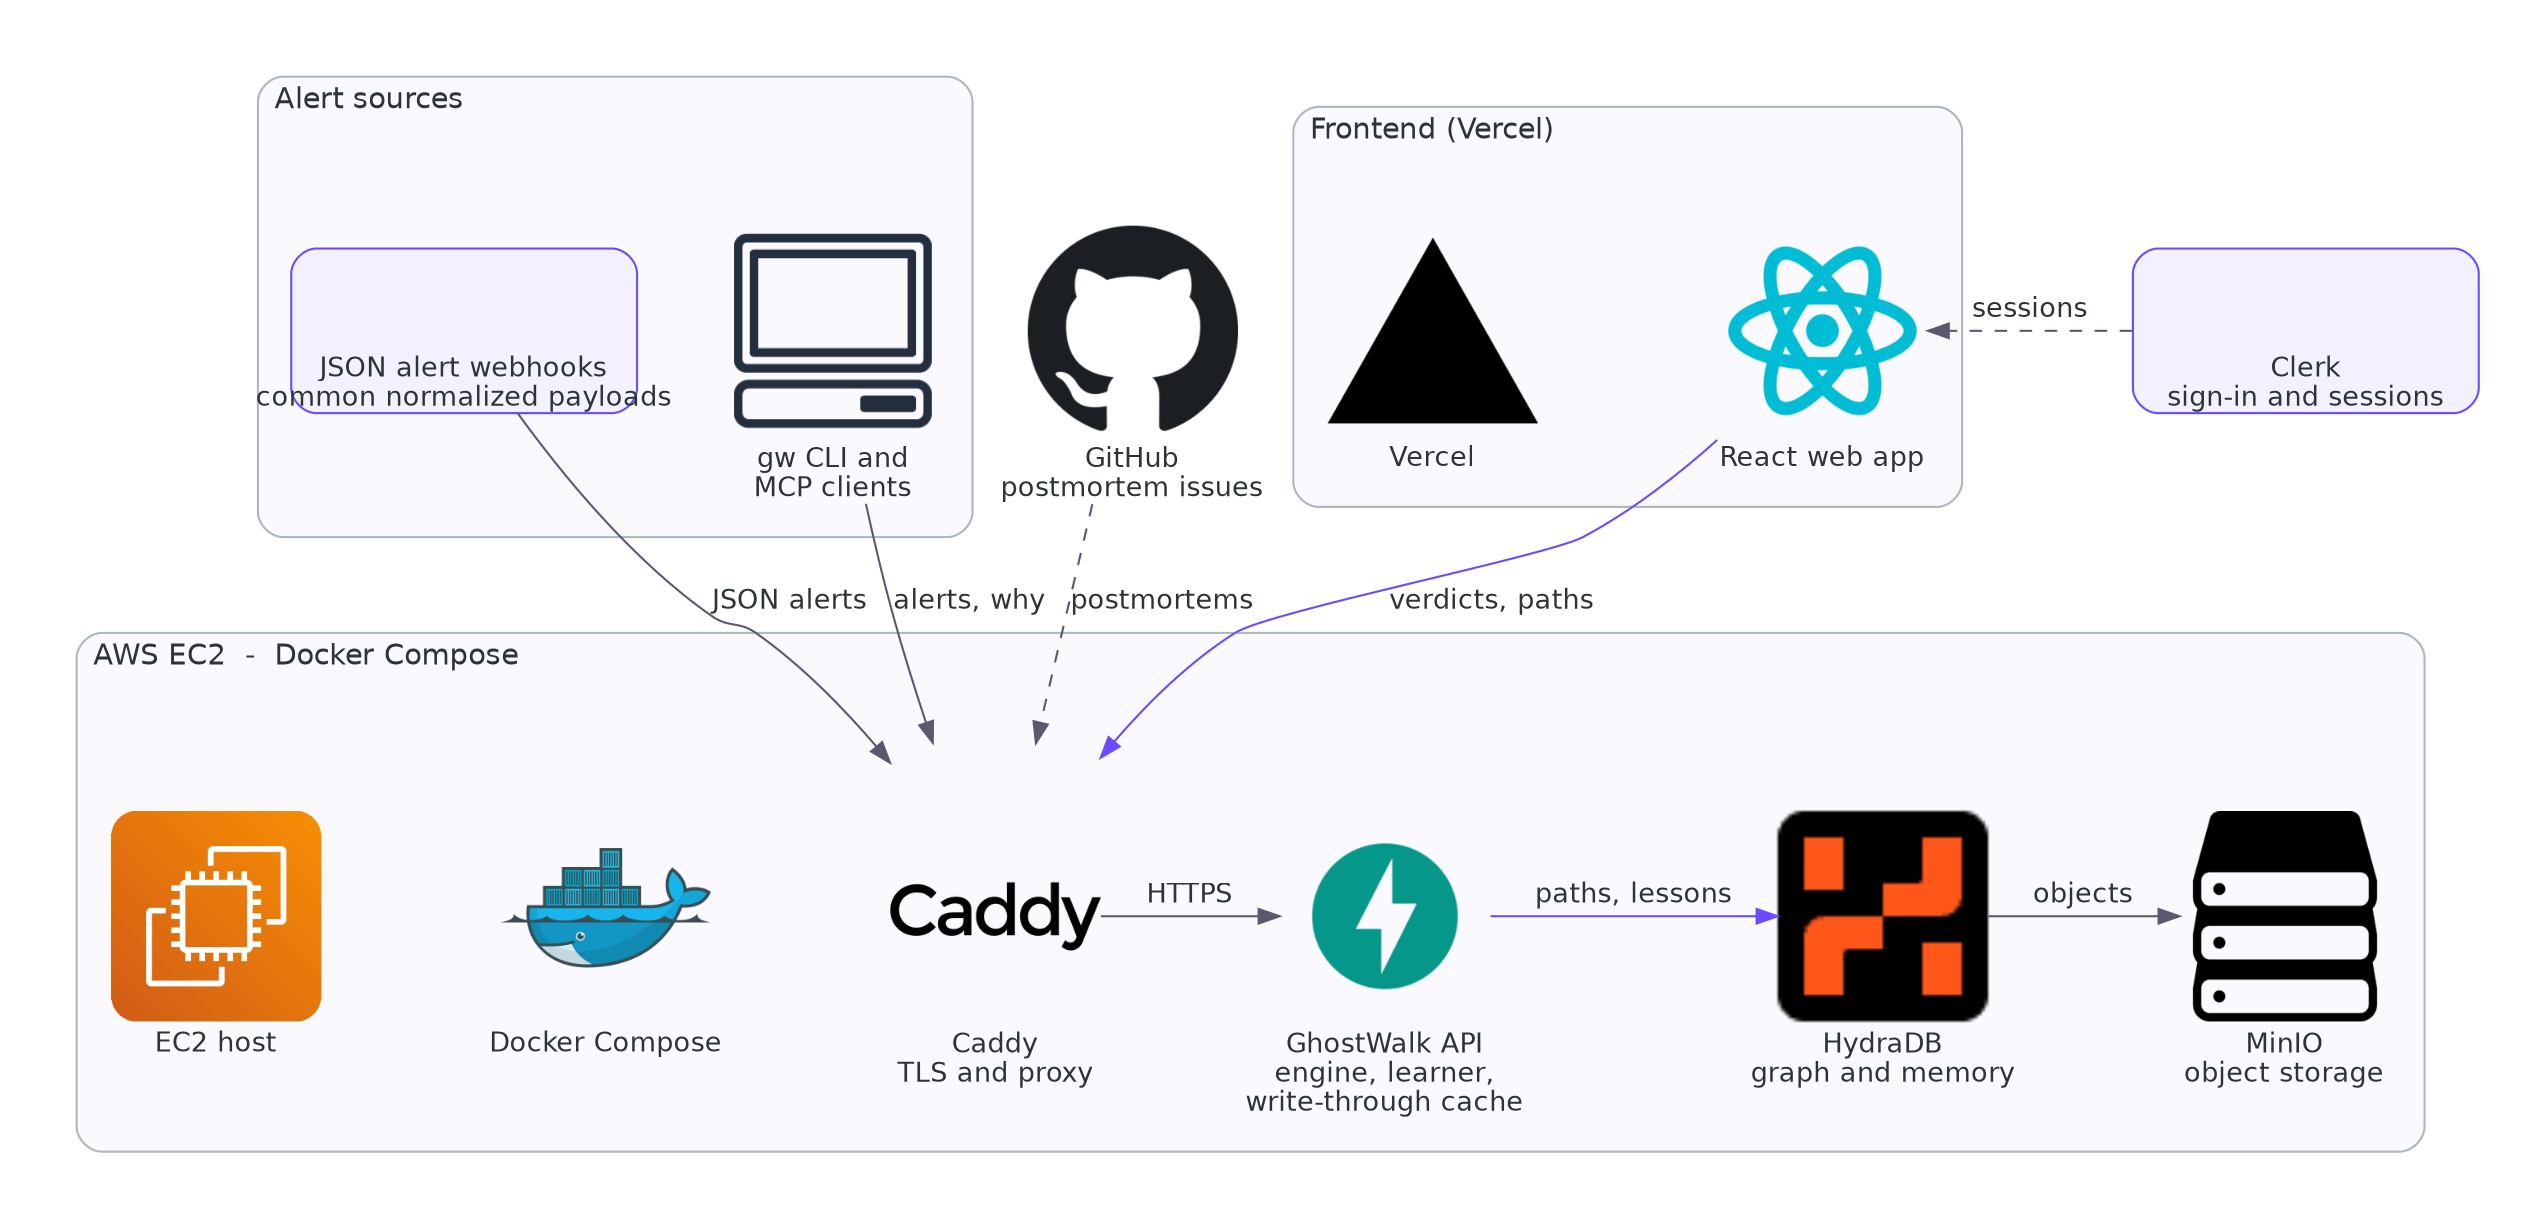 Alert sources
Frontend (Vercel)
JSON alert webhooks
common normalized payloads
gw CLI and
MCP clients
GitHub
postmortem issues
Vercel
React web app
sessions
Clerk
sign-in and sessions
JSON alerts
alerts, why
postmortems
verdicts, paths
AWS EC2 - Docker Compose
EC2 host
Docker Compose
Caddy
Caddy
TLS and proxy
HTTPS
GhostWalk API
engine, learner,
write-through cache
paths, lessons
HydraDB
graph and memory
objects
MinIO
object storage